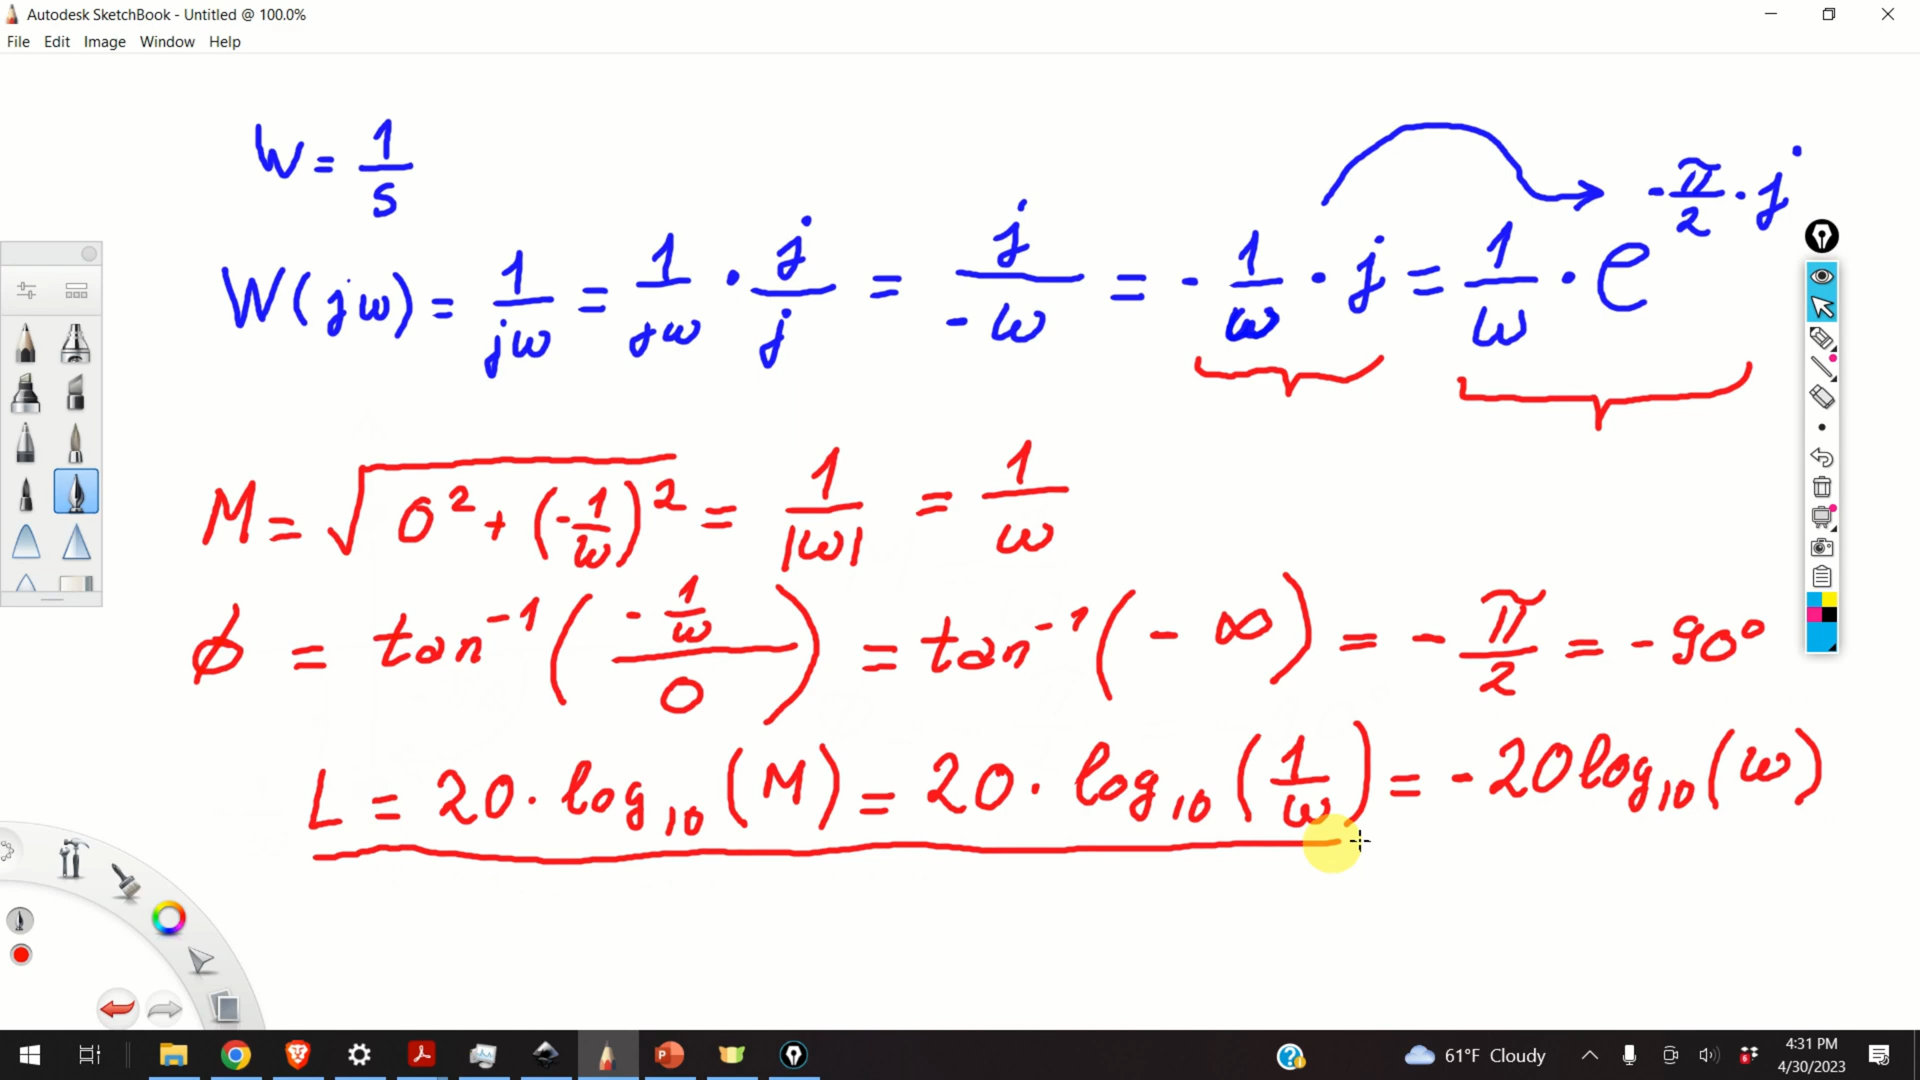 Autodesk SketchBook - Untitled @ 100.0%
File Edit Image Window Help
W = 1/s
W(jω) = 1/jω = 1/jω · j/j = j/-ω = - 1/ω · j = 1/ω · e^(-π/2 · j)
M = √(0² + (-1/ω)²) = 1/|ω| = 1/ω
ϕ = tan⁻¹(-1/ω / 0) = tan⁻¹(-∞) = -π/2 = -90°
L = 20 · log₁₀(M) = 20 · log₁₀(1/ω) = -20log₁₀(ω)
61°F Cloudy
4:31 PM
4/30/2023